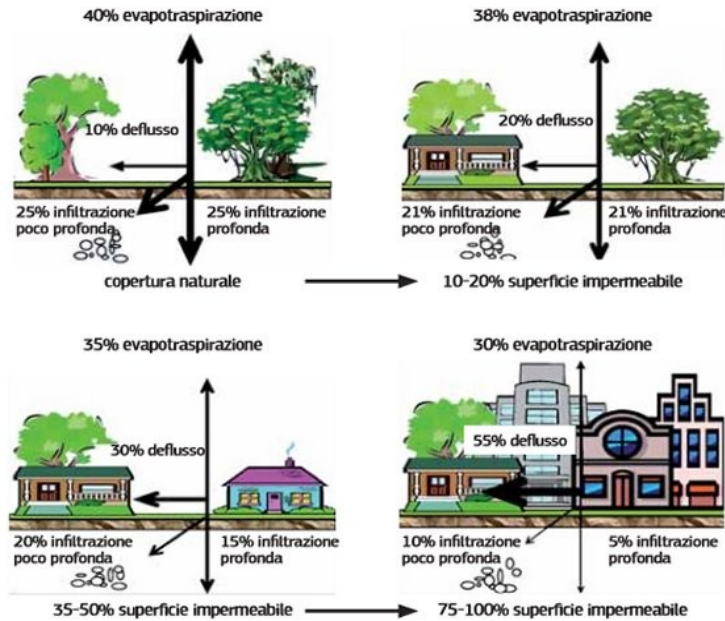 40% evapotraspirazione
10% deflusso
25% infiltrazione
poco profonda
25% infiltrazione
profonda
copertura naturale
38% evapotraspirazione
20% deflusso
21% infiltrazione
poco profonda
21% infiltrazione
profonda
10-20% superficie impermeabile
35% evapotraspirazione
30% deflusso
20% infiltrazione
poco profonda
15% infiltrazione
profonda
35-50% superficie impermeabile
30% evapotraspirazione
55% deflusso
10% infiltrazione
poco profonda
5% infiltrazione
profonda
75-100% superficie impermeabile